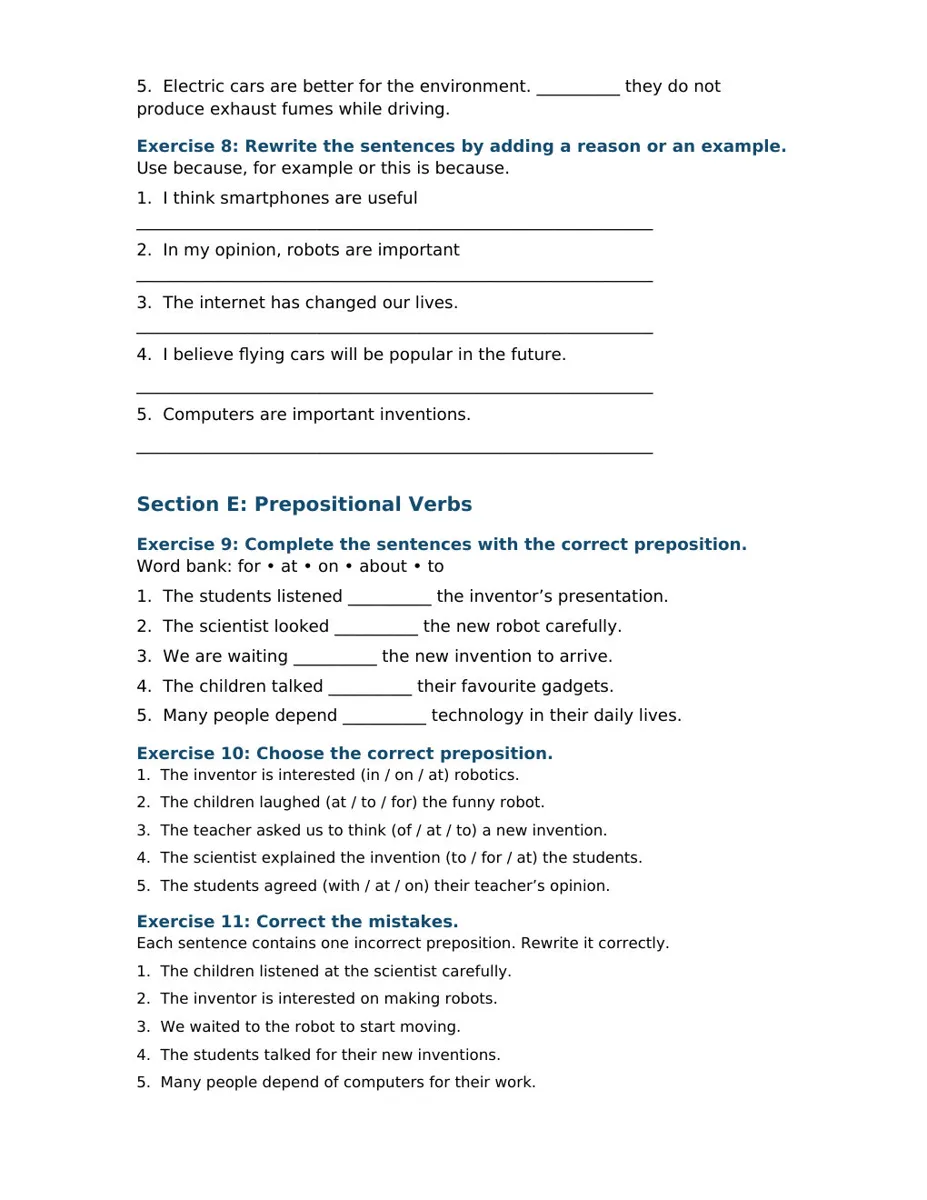 5. Electric cars are better for the environment. __________ they do not
produce exhaust fumes while driving.
Exercise 8: Rewrite the sentences by adding a reason or an example.
Use because, for example or this is because.
1. I think smartphones are useful
______________________________________________________________
2. In my opinion, robots are important
______________________________________________________________
3. The internet has changed our lives.
______________________________________________________________
4. I believe flying cars will be popular in the future.
______________________________________________________________
5. Computers are important inventions.
______________________________________________________________
Section E: Prepositional Verbs
Exercise 9: Complete the sentences with the correct preposition.
Word bank: for • at • on • about • to
1. The students listened __________ the inventor’s presentation.
2. The scientist looked __________ the new robot carefully.
3. We are waiting __________ the new invention to arrive.
4. The children talked __________ their favourite gadgets.
5. Many people depend __________ technology in their daily lives.
Exercise 10: Choose the correct preposition.
1. The inventor is interested (in / on / at) robotics.
2. The children laughed (at / to / for) the funny robot.
3. The teacher asked us to think (of / at / to) a new invention.
4. The scientist explained the invention (to / for / at) the students.
5. The students agreed (with / at / on) their teacher’s opinion.
Exercise 11: Correct the mistakes.
Each sentence contains one incorrect preposition. Rewrite it correctly.
1. The children listened at the scientist carefully.
2. The inventor is interested on making robots.
3. We waited to the robot to start moving.
4. The students talked for their new inventions.
5. Many people depend of computers for their work.